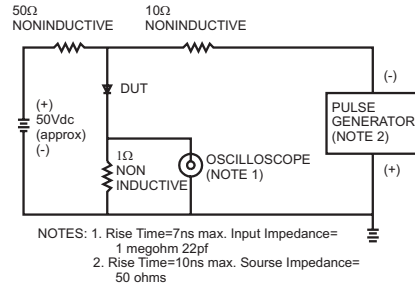 50Ω
NONINDUCTIVE
10Ω
NONINDUCTIVE
DUT
(+)
50Vdc
(approx)
(-)
1Ω
NON
INDUCTIVE
OSCILLOSCOPE
(NOTE 1)
(-)
PULSE
GENERATOR
(NOTE 2)
(+)
NOTES: 1. Rise Time=7ns max. Input Impedance=
1 megohm 22pf
2. Rise Time=10ns max. Sourse Impedance=
50 ohms